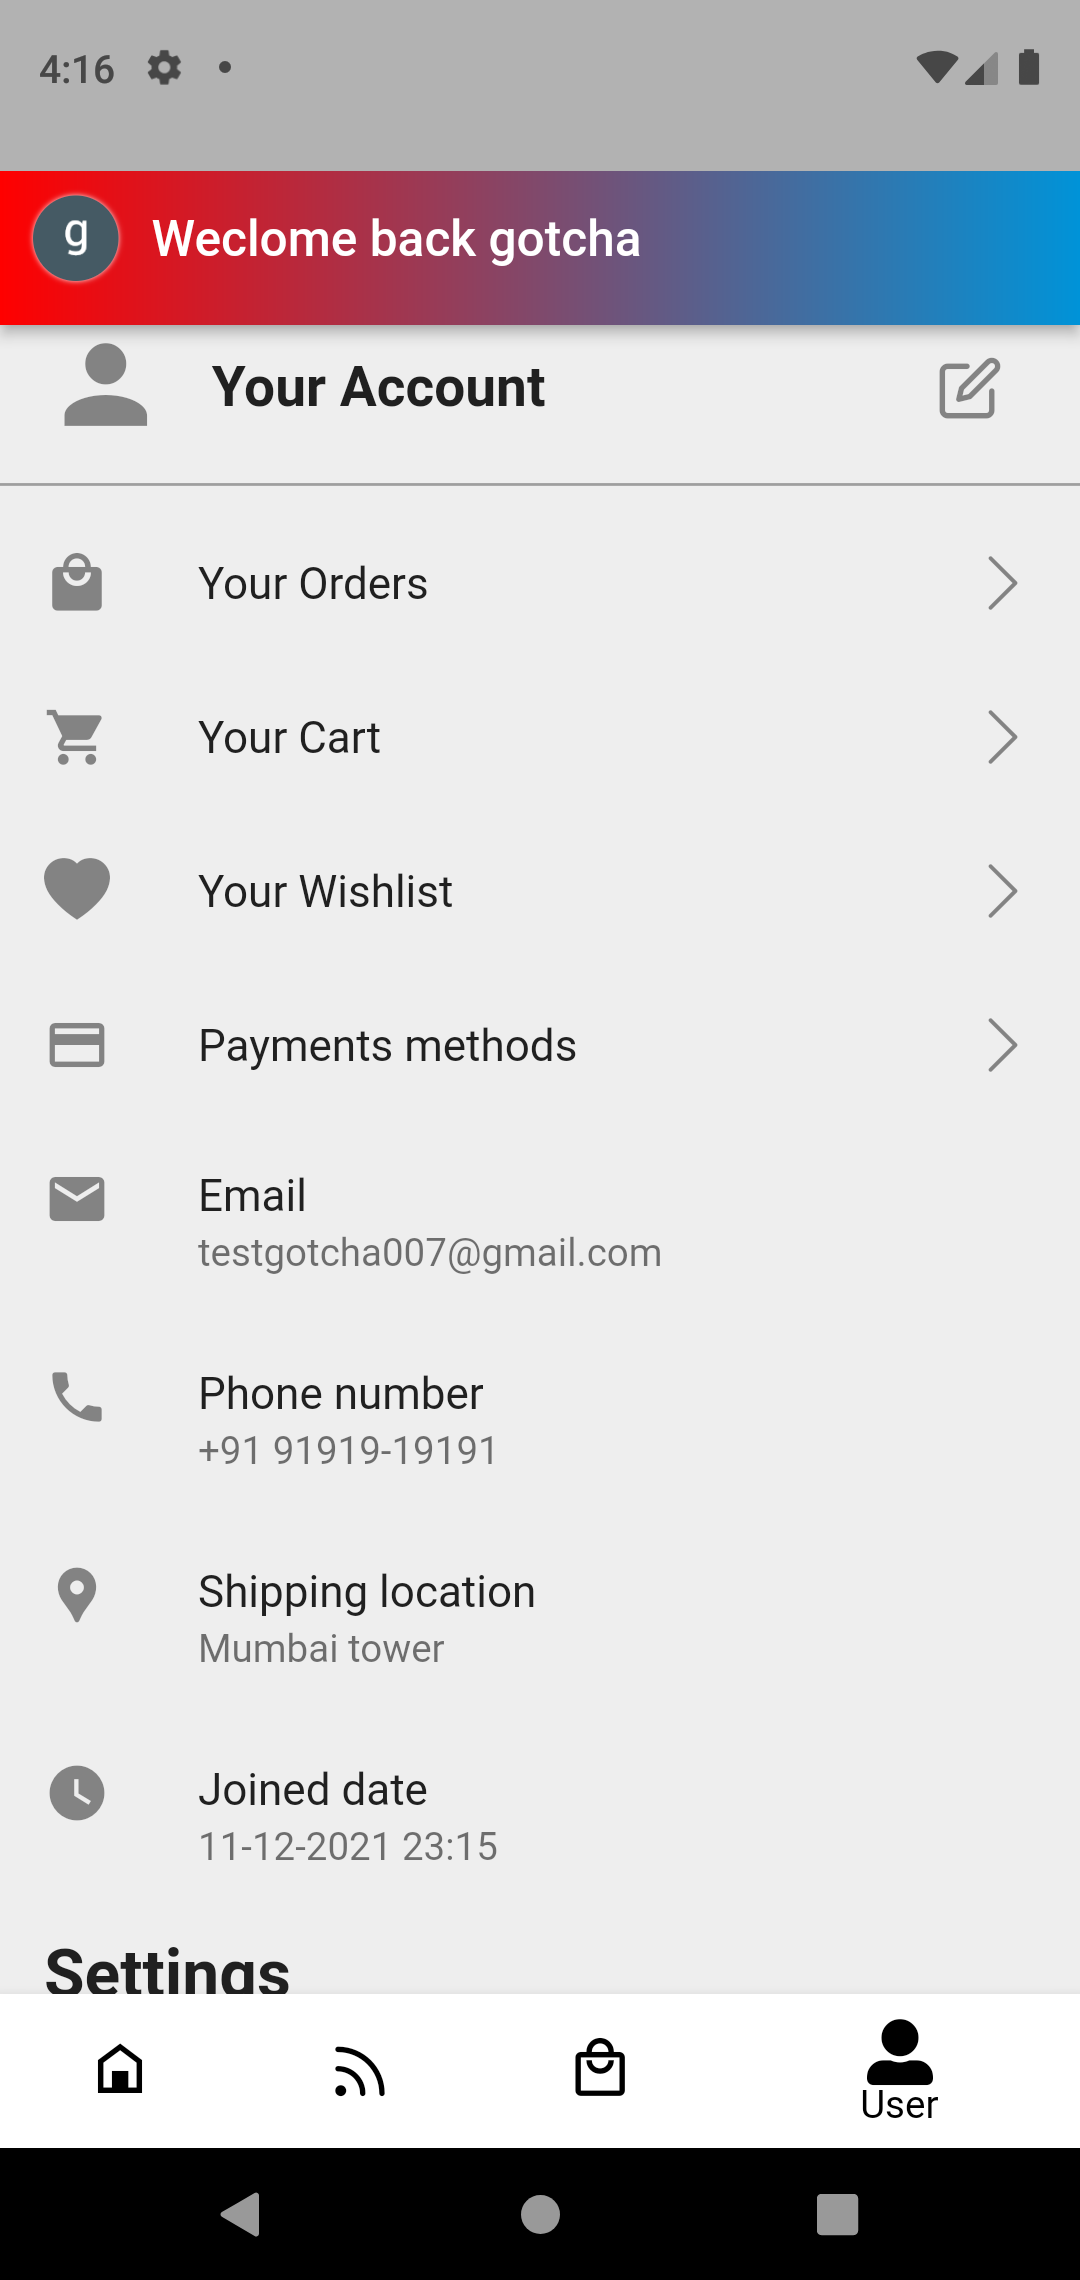 4:16
g
Weclome back gotcha
Your Account
Your Orders
Your Cart
Your Wishlist
Payments methods
Email
testgotcha007@gmail.com
Phone number
+91 91919-19191
Shipping location
Mumbai tower
Joined date
11-12-2021 23:15
Settings
User